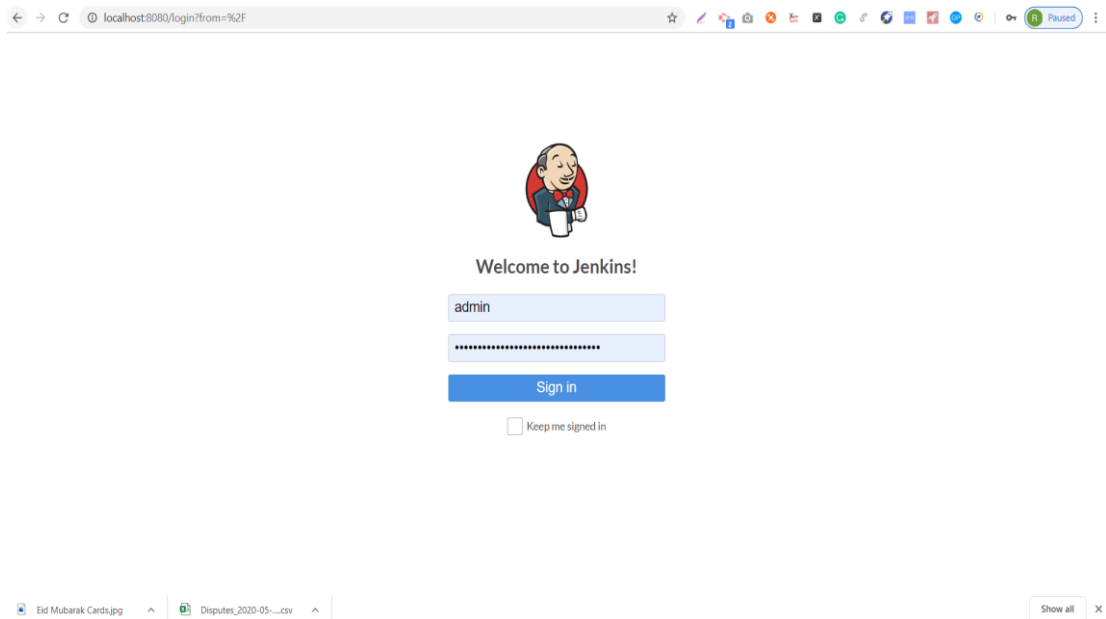 localhost:8080/login?from=%2F
2
R
Paused
Welcome to Jenkins!
admin
••••••••••••••••••••••••••••••••
Sign in
Keep me signed in
Eid Mubarak Cards.jpg
Disputes_2020-05-....csv
Show all